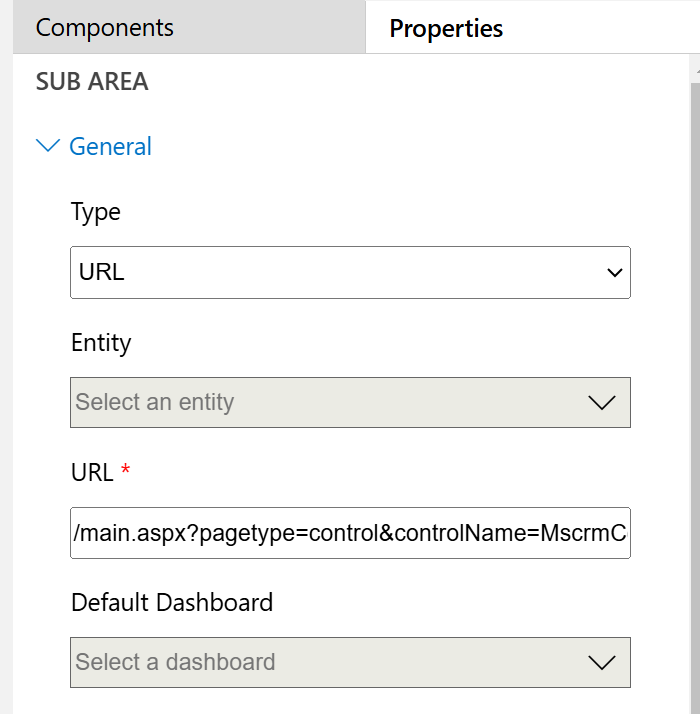 Components Properties
SUB AREA
General
Type
URL
Entity
Select an entity
URL *
/main.aspx?pagetype=control&controlName=MscrmC
Default Dashboard
Select a dashboard